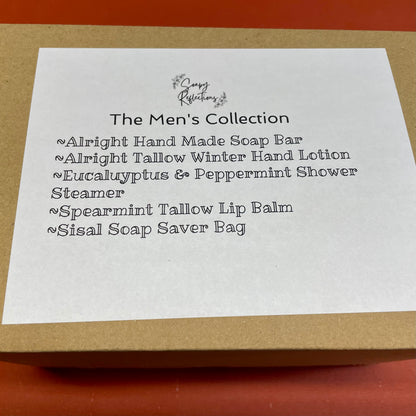 Soapy
Reflections
The Men's Collection
~Alright Hand Made Soap Bar
~Alright Tallow Winter Hand Lotion
~Eucaluyptus & Peppermint Shower
Steamer
~Spearmint Tallow Lip Balm
~Sisal Soap Saver Bag